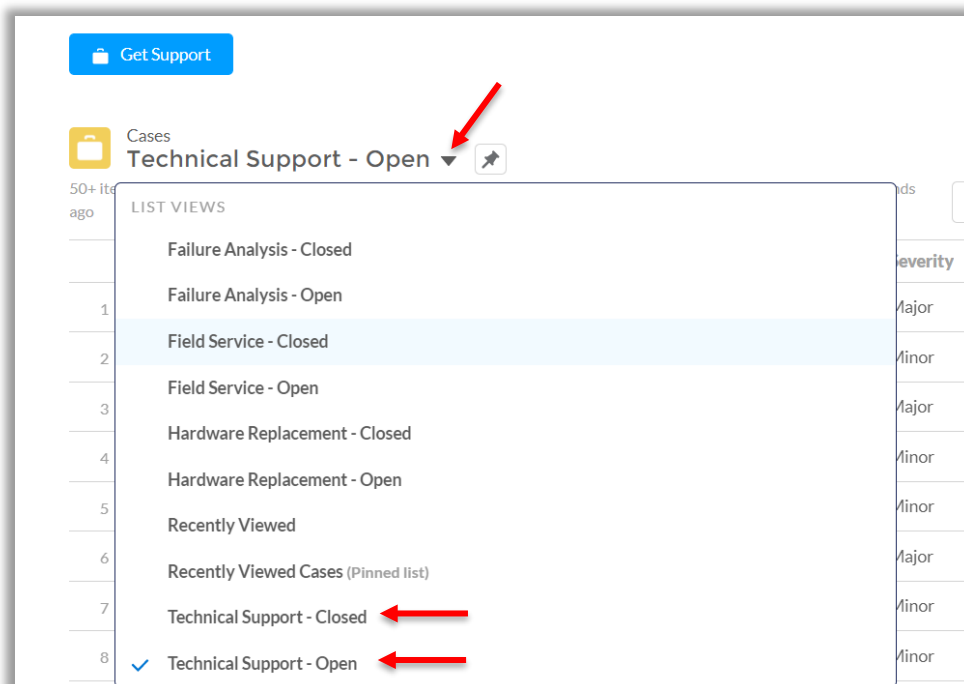 Get Support
Cases
Technical Support - Open
50+ ite
ago
LIST VIEWS
Failure Analysis - Closed
Failure Analysis - Open
Field Service - Closed
Field Service - Open
Hardware Replacement - Closed
Hardware Replacement - Open
Recently Viewed
Recently Viewed Cases (Pinned list)
Technical Support - Closed
Technical Support - Open
1
2
3
4
5
6
7
8
nds
everity
Major
Minor
Major
Minor
Minor
Major
Minor
Minor